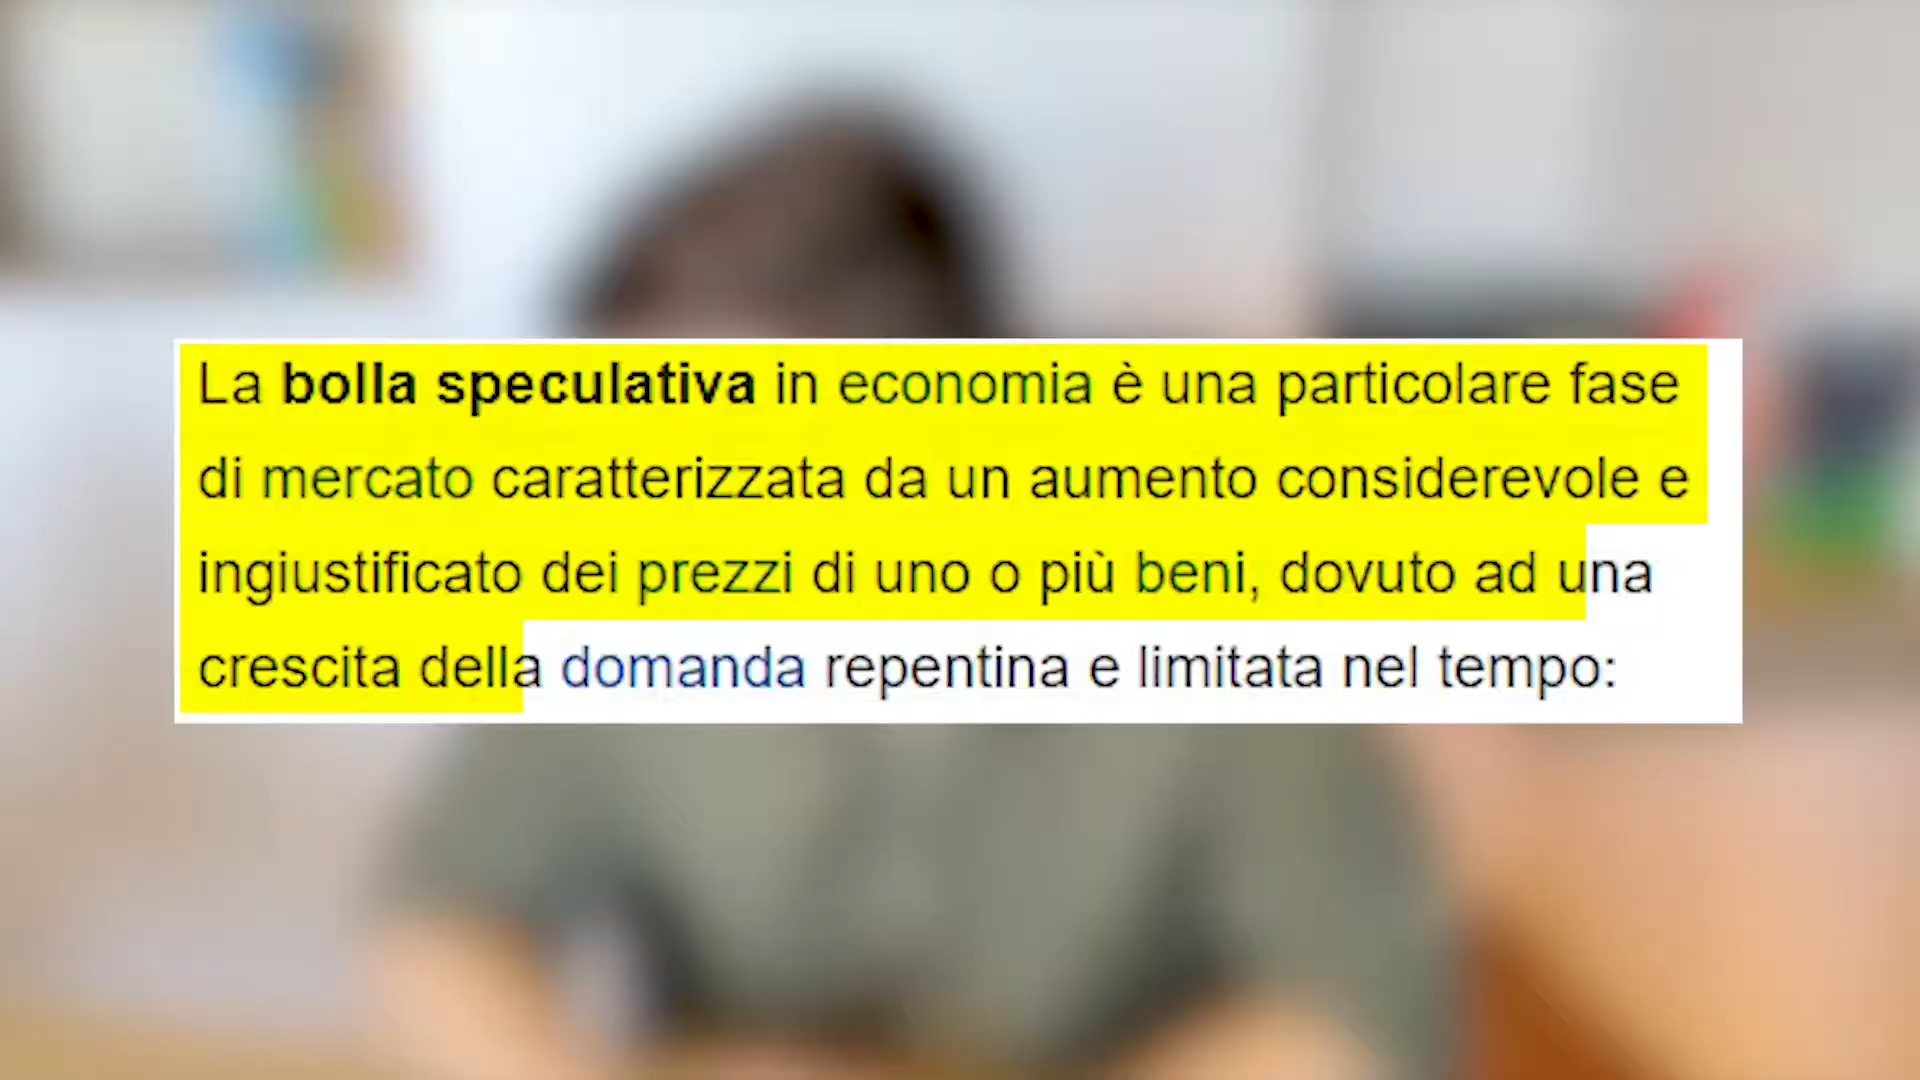 La bolla speculativa in economia è una particolare fase
di mercato caratterizzata da un aumento considerevole e
ingiustificato dei prezzi di uno o più beni, dovuto ad una
crescita della domanda repentina e limitata nel tempo: